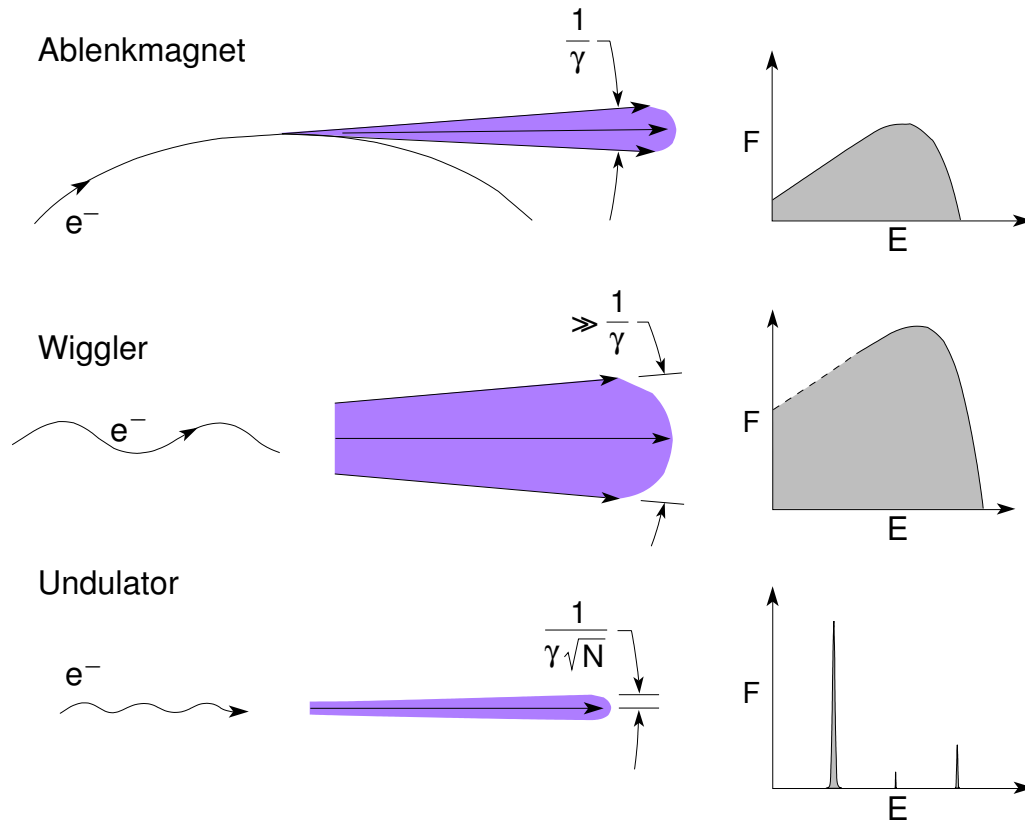 Ablenkmagnet
1
γ
e⁻
F
E
Wiggler
≫ 1
γ
e⁻
F
E
Undulator
1
γ√N
e⁻
F
E